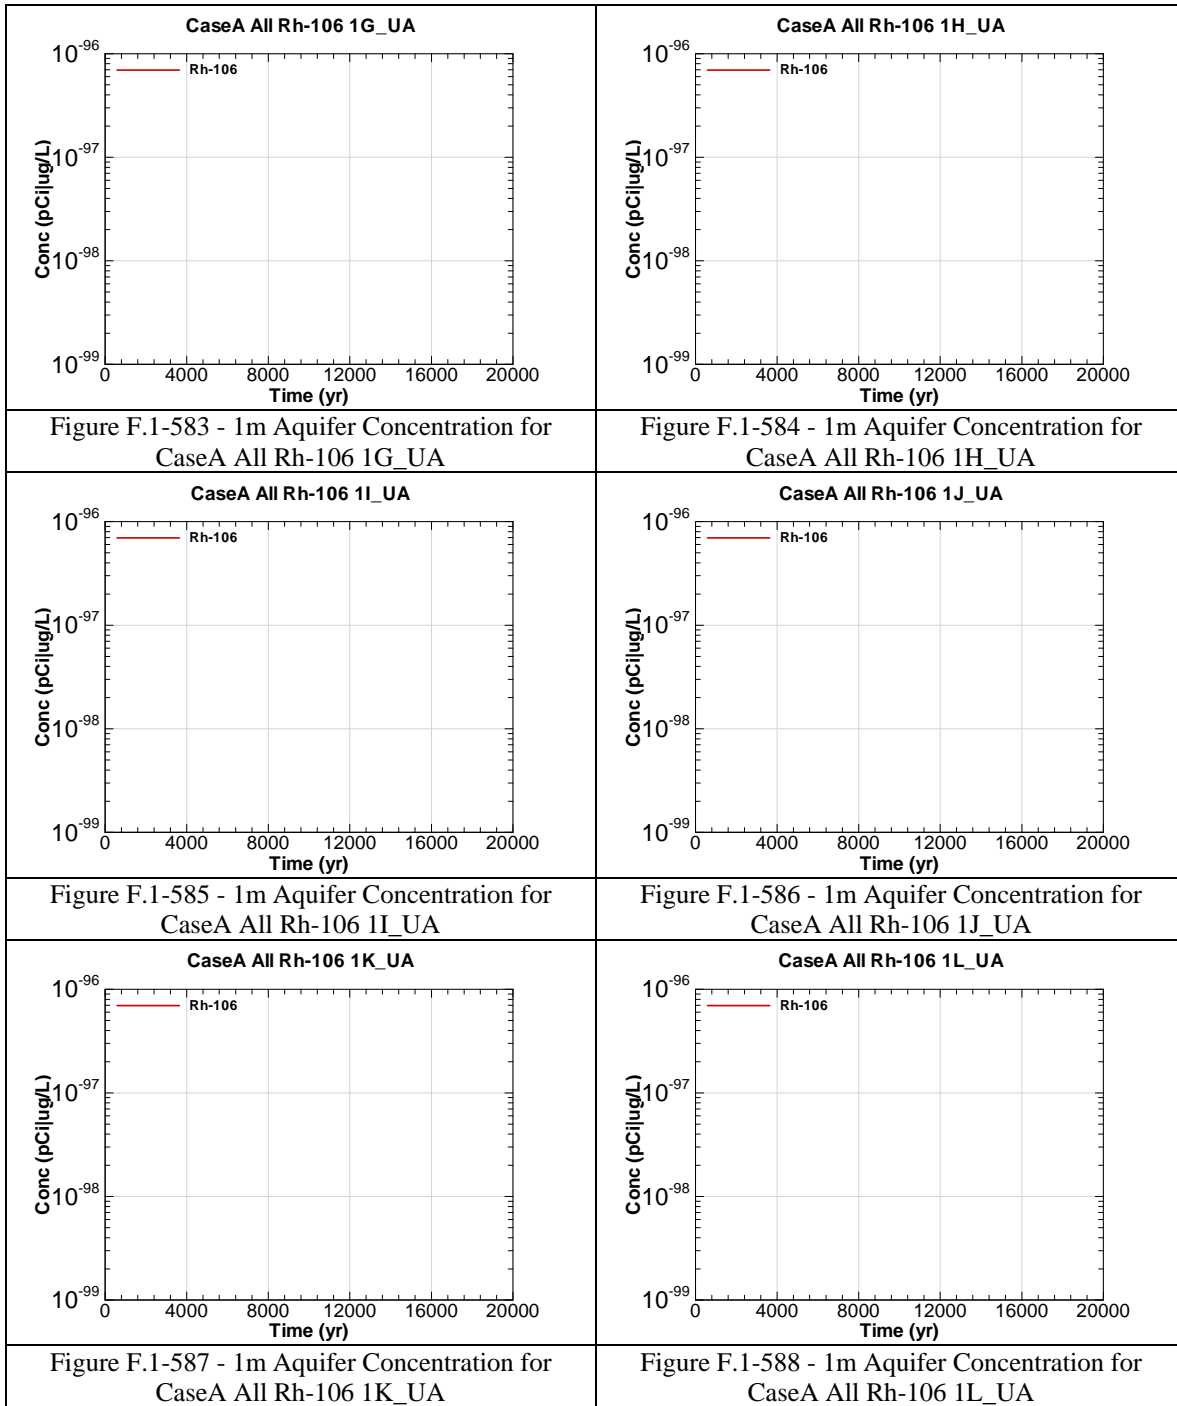 CaseA All Rh-106 1G_UA
Rh-106
Conc (pCi|ug/L)
10^-96
10^-97
10^-98
10^-99
0 4000 8000 12000 16000 20000
Time (yr)
Figure F.1-583 - 1m Aquifer Concentration for
CaseA All Rh-106 1G_UA
CaseA All Rh-106 1H_UA
Rh-106
Conc (pCi|ug/L)
10^-96
10^-97
10^-98
10^-99
0 4000 8000 12000 16000 20000
Time (yr)
Figure F.1-584 - 1m Aquifer Concentration for
CaseA All Rh-106 1H_UA
CaseA All Rh-106 1I_UA
Rh-106
Conc (pCi|ug/L)
10^-96
10^-97
10^-98
10^-99
0 4000 8000 12000 16000 20000
Time (yr)
Figure F.1-585 - 1m Aquifer Concentration for
CaseA All Rh-106 1I_UA
CaseA All Rh-106 1J_UA
Rh-106
Conc (pCi|ug/L)
10^-96
10^-97
10^-98
10^-99
0 4000 8000 12000 16000 20000
Time (yr)
Figure F.1-586 - 1m Aquifer Concentration for
CaseA All Rh-106 1J_UA
CaseA All Rh-106 1K_UA
Rh-106
Conc (pCi|ug/L)
10^-96
10^-97
10^-98
10^-99
0 4000 8000 12000 16000 20000
Time (yr)
Figure F.1-587 - 1m Aquifer Concentration for
CaseA All Rh-106 1K_UA
CaseA All Rh-106 1L_UA
Rh-106
Conc (pCi|ug/L)
10^-96
10^-97
10^-98
10^-99
0 4000 8000 12000 16000 20000
Time (yr)
Figure F.1-588 - 1m Aquifer Concentration for
CaseA All Rh-106 1L_UA